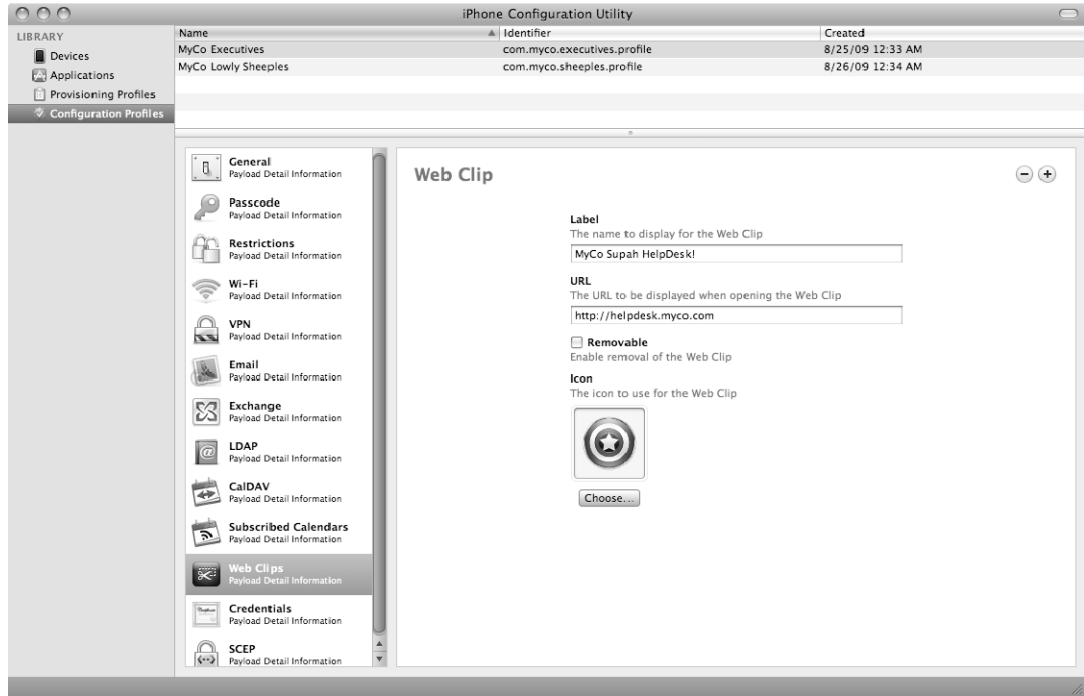 iPhone Configuration Utility
LIBRARY
Devices
Applications
Provisioning Profiles
Configuration Profiles
Name Identifier Created
MyCo Executives com.myco.executives.profile 8/25/09 12:33 AM
MyCo Lowly Sheeples com.myco.sheeples.profile 8/26/09 12:34 AM
General
Payload Detail Information
Passcode
Payload Detail Information
Restrictions
Payload Detail Information
Wi-Fi
Payload Detail Information
VPN
Payload Detail Information
Email
Payload Detail Information
Exchange
Payload Detail Information
LDAP
Payload Detail Information
CalDAV
Payload Detail Information
Subscribed Calendars
Payload Detail Information
Web Clips
Payload Detail Information
Credentials
Payload Detail Information
SCEP
Payload Detail Information
Web Clip
Label
The name to display for the Web Clip
MyCo Supah HelpDesk!
URL
The URL to be displayed when opening the Web Clip
http://helpdesk.myco.com
Removable
Enable removal of the Web Clip
Icon
The icon to use for the Web Clip
Choose...